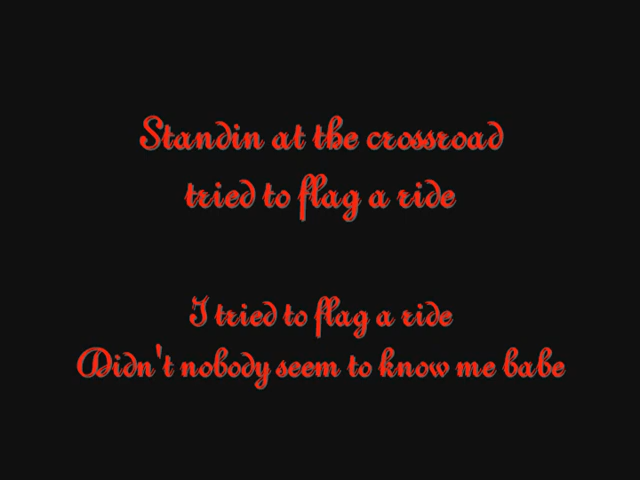 Standin at the crossroad
tried to flag a ride
I tried to flag a ride
Didn't nobody seem to know me babe